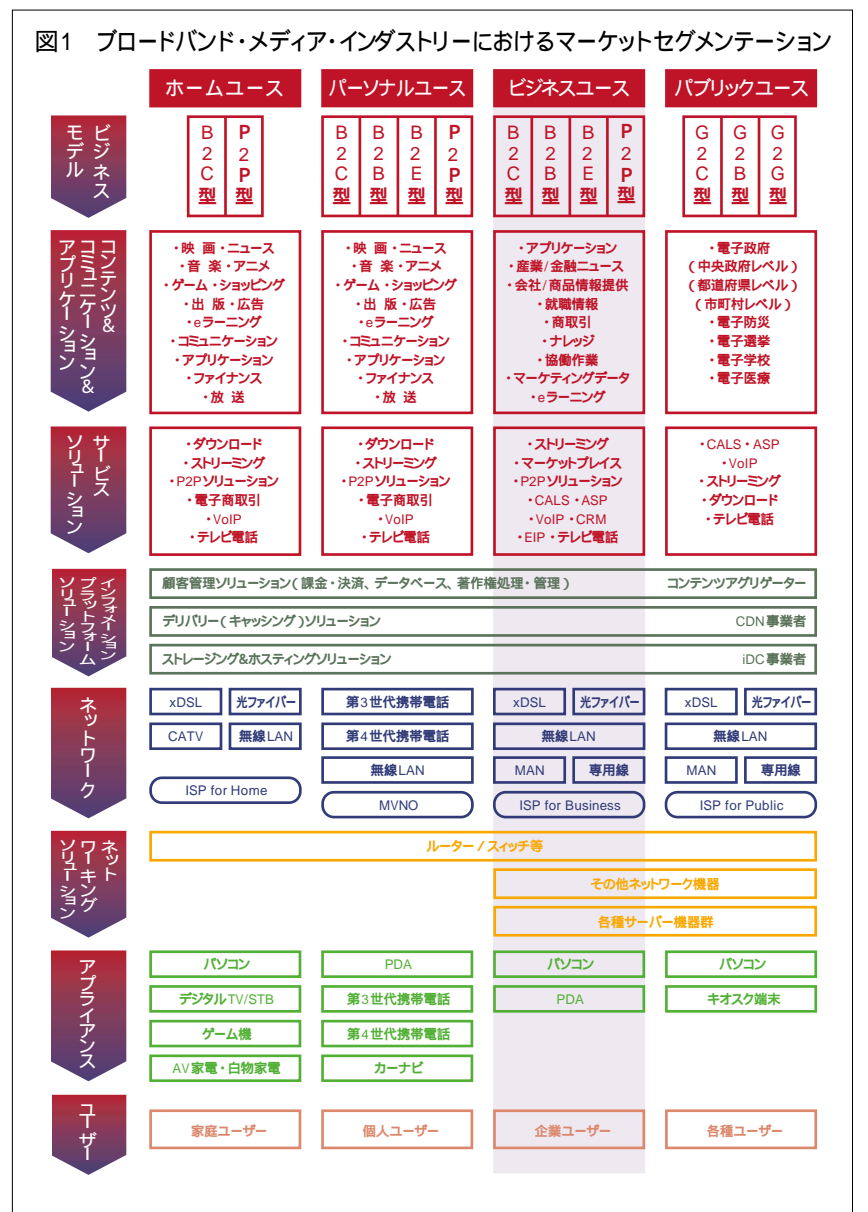 図1 ブロードバンド・メディア・インダストリーにおけるマーケットセグメンテーション
ホームユース
パーソナルユース
ビジネスユース
パブリックユース
ビジネス
モデル
B2C型
P2P型
B2C型
B2B型
B2E型
P2P型
B2C型
B2B型
B2E型
P2P型
G2C型
G2B型
G2G型
コンテンツ&
コミュニケーション&
アプリケーション
・映 画・ニュース
・音 楽・アニメ
・ゲーム・ショッピング
・出 版・広告
・eラーニング
・コミュニケーション
・アプリケーション
・ファイナンス
・放 送
・映 画・ニュース
・音 楽・アニメ
・ゲーム・ショッピング
・出 版・広告
・eラーニング
・コミュニケーション
・アプリケーション
・ファイナンス
・放 送
・アプリケーション
・産業/金融ニュース
・会社/商品情報提供
・就職情報
・商取引
・ナレッジ
・協働作業
・マーケティングデータ
・eラーニング
・電子政府
(中央政府レベル)
(都道府県レベル)
(市町村レベル)
・電子防災
・電子選挙
・電子学校
・電子医療
サービス
ソリューション
・ダウンロード
・ストリーミング
・P2Pソリューション
・電子商取引
・VoIP
・テレビ電話
・ダウンロード
・ストリーミング
・P2Pソリューション
・電子商取引
・VoIP
・テレビ電話
・ストリーミング
・マーケットプレイス
・P2Pソリューション
・CALS・ASP
・VoIP・CRM
・EIP・テレビ電話
・CALS・ASP
・VoIP
・ストリーミング
・ダウンロード
・テレビ電話
インフォメーション
プラットフォーム
ソリューション
顧客管理ソリューション(課金・決済、データベース、著作権処理・管理) コンテンツアグリゲーター
デリバリー(キャッシング)ソリューション CDN事業者
ストレージング&ホスティングソリューション iDC事業者
ネットワーク
xDSL
光ファイバー
CATV
無線LAN
ISP for Home
第3世代携帯電話
第4世代携帯電話
無線LAN
MVNO
xDSL
光ファイバー
無線LAN
MAN
専用線
ISP for Business
xDSL
光ファイバー
無線LAN
MAN
専用線
ISP for Public
ネット
ワーキング
ソリューション
ルーター/スィッチ等
その他ネットワーク機器
各種サーバー機器群
アプライアンス
パソコン
デジタルTV/STB
ゲーム機
AV家電・白物家電
PDA
第3世代携帯電話
第4世代携帯電話
カーナビ
パソコン
PDA
パソコン
キオスク端末
ユーザー
家庭ユーザー
個人ユーザー
企業ユーザー
各種ユーザー